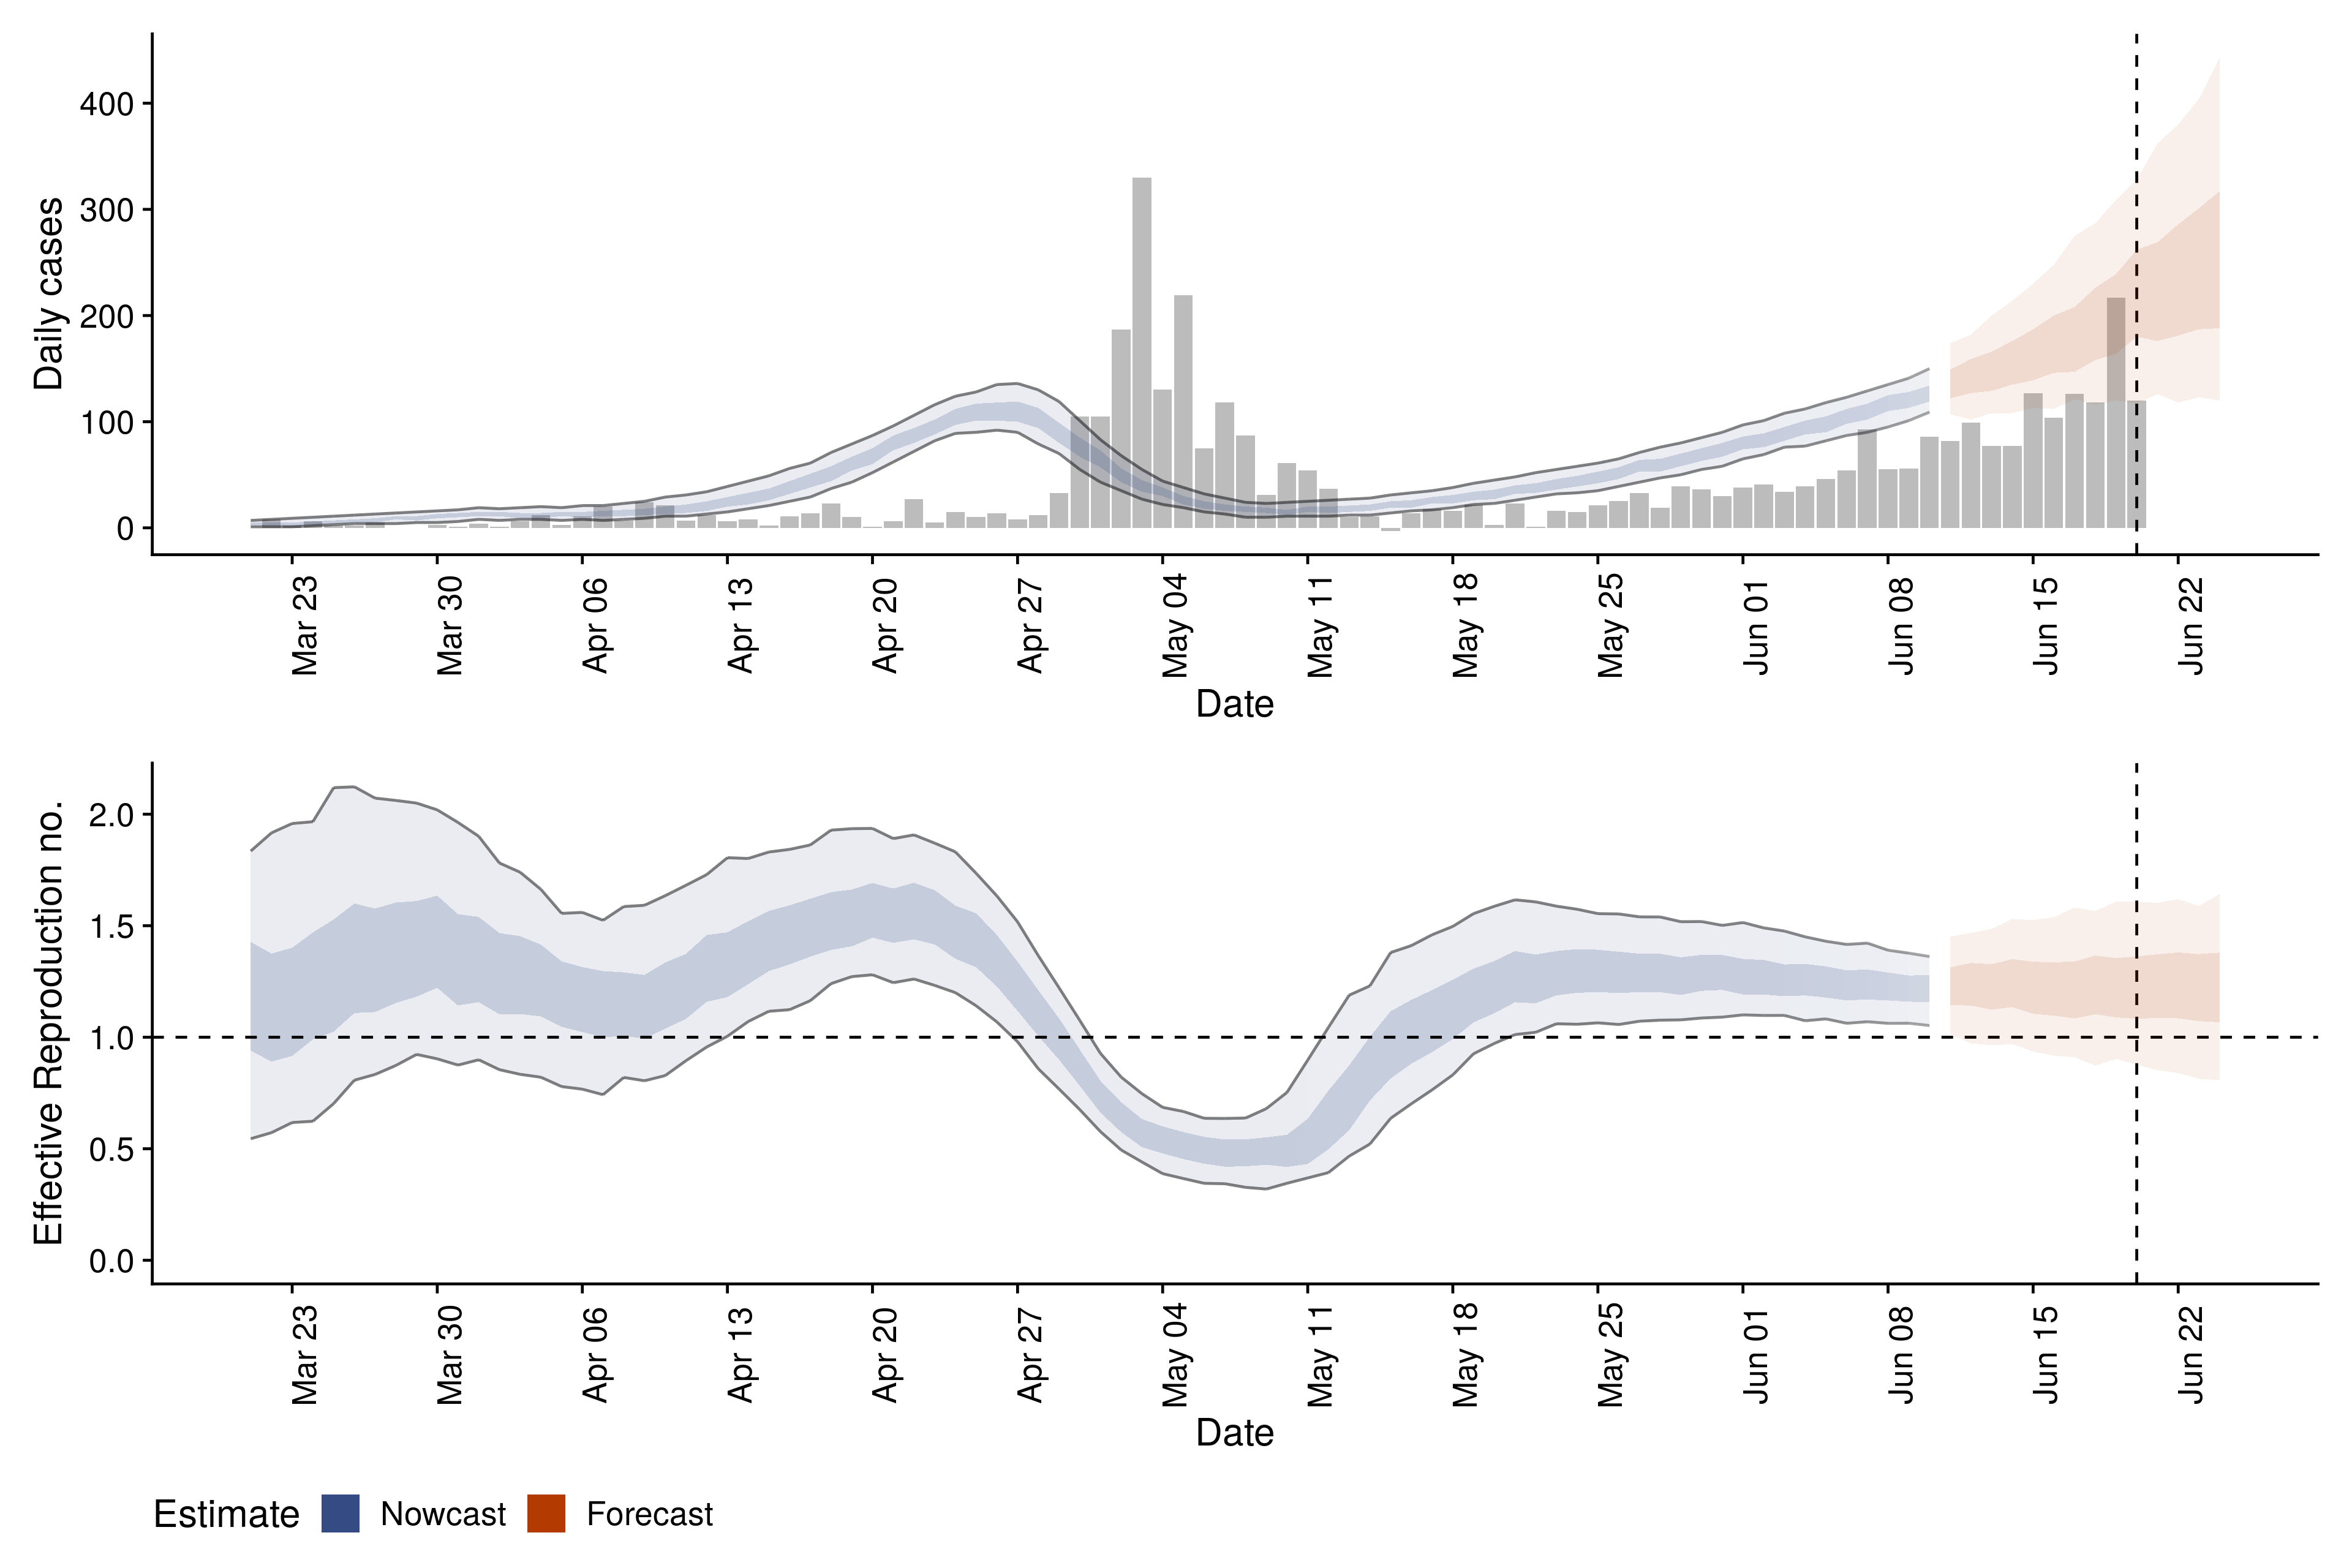 Daily cases
400
300
200
100
0
Mar 23
Mar 30
Apr 06
Apr 13
Apr 20
Apr 27
May 04
May 11
May 18
May 25
Jun 01
Jun 08
Jun 15
Jun 22
Date
Effective Reproduction no.
2.0
1.5
1.0
0.5
0.0
Mar 23
Mar 30
Apr 06
Apr 13
Apr 20
Apr 27
May 04
May 11
May 18
May 25
Jun 01
Jun 08
Jun 15
Jun 22
Date
Estimate Nowcast Forecast